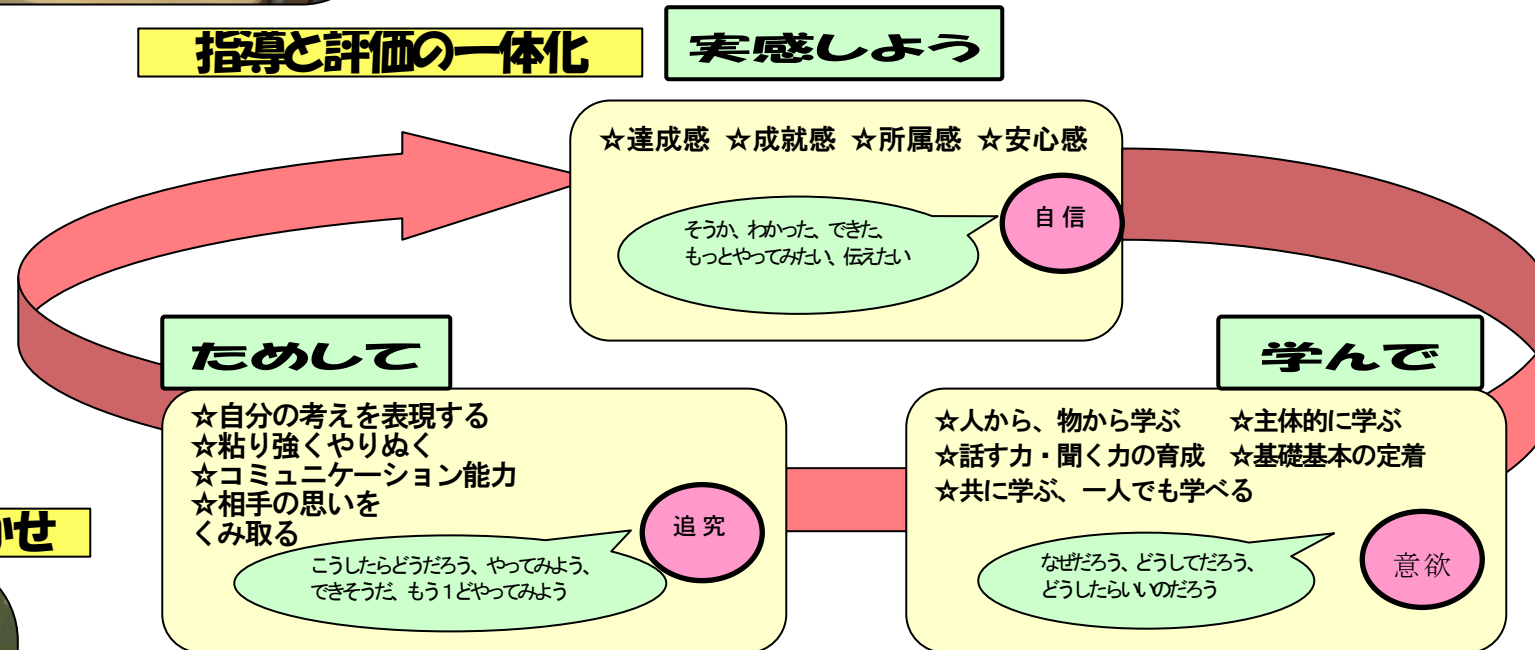 指導と評価の一体化
実感しよう
☆達成感 ☆成就感 ☆所属感 ☆安心感
そうか、わかった、できた、
もっとやってみたい、伝えたい
自信
ためして
☆自分の考えを表現する
☆粘り強くやりぬく
☆コミュニケーション能力
☆相手の思いを
くみ取る
こうしたらどうだろう、やってみよう、
できそうだ、もう1どやってみよう
追究
学んで
☆人から、物から学ぶ ☆主体的に学ぶ
☆話す力・聞く力の育成 ☆基礎基本の定着
☆共に学ぶ、一人でも学べる
なぜだろう、どうしてだろう、
どうしたらいいのだろう
意欲
せ